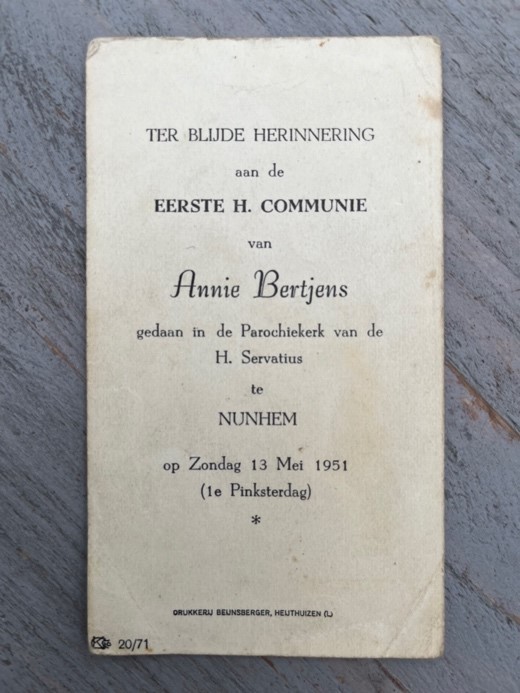 TER BLIJDE HERINNERING
aan de
EERSTE H. COMMUNIE
van
Annie Bertjens
gedaan in de Parochiekerk van de
H. Servatius
te
NUNHEM
op Zondag 13 Mei 1951
(1e Pinksterdag)
*
DRUKKERIJ BEIJNSBERGER, HEIJTHUIZEN (L)
20/71